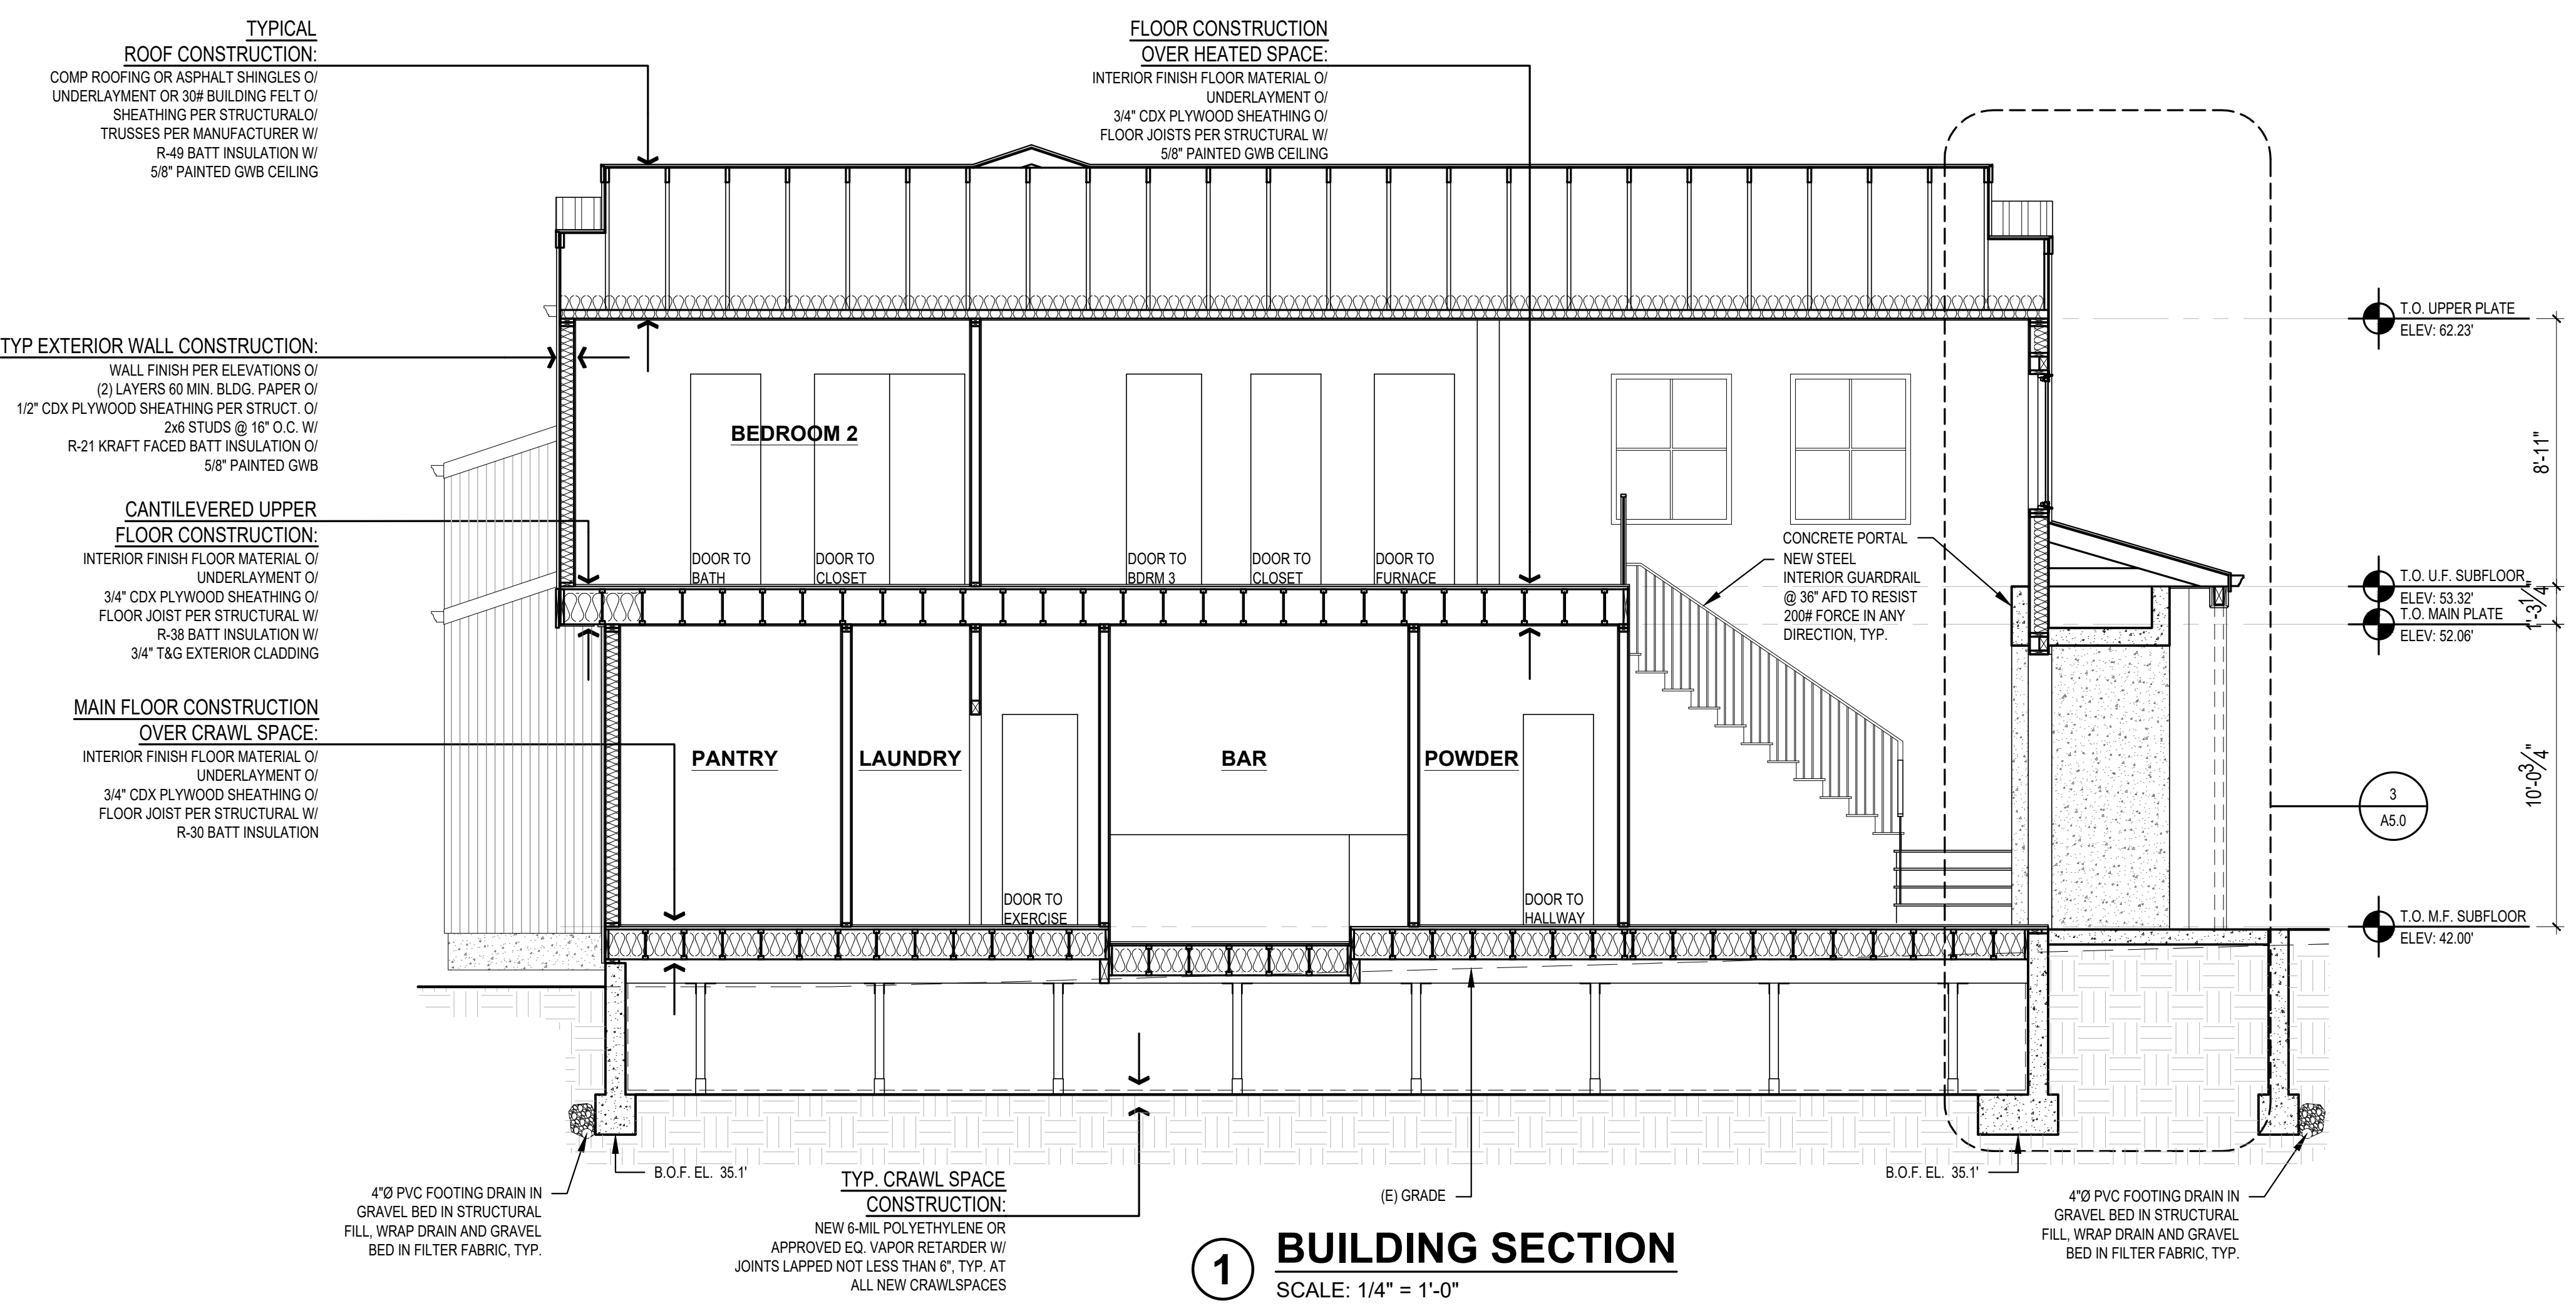 TYPICAL
ROOF CONSTRUCTION:
COMP ROOFING OR ASPHALT SHINGLES O/
UNDERLAYMENT OR 30# BUILDING FELT O/
SHEATHING PER STRUCTURALO/
TRUSSES PER MANUFACTURER W/
R-49 BATT INSULATION W/
5/8" PAINTED GWB CEILING
FLOOR CONSTRUCTION
OVER HEATED SPACE:
INTERIOR FINISH FLOOR MATERIAL O/
UNDERLAYMENT O/
3/4" CDX PLYWOOD SHEATHING O/
FLOOR JOISTS PER STRUCTURAL W/
5/8" PAINTED GWB CEILING
TYP EXTERIOR WALL CONSTRUCTION:
WALL FINISH PER ELEVATIONS O/
(2) LAYERS 60 MIN. BLDG. PAPER O/
1/2" CDX PLYWOOD SHEATHING PER STRUCT. O/
2x6 STUDS @ 16" O.C. W/
R-21 KRAFT FACED BATT INSULATION O/
5/8" PAINTED GWB
CANTILEVERED UPPER
FLOOR CONSTRUCTION:
INTERIOR FINISH FLOOR MATERIAL O/
UNDERLAYMENT O/
3/4" CDX PLYWOOD SHEATHING O/
FLOOR JOIST PER STRUCTURAL W/
R-38 BATT INSULATION W/
3/4" T&G EXTERIOR CLADDING
MAIN FLOOR CONSTRUCTION
OVER CRAWL SPACE:
INTERIOR FINISH FLOOR MATERIAL O/
UNDERLAYMENT O/
3/4" CDX PLYWOOD SHEATHING O/
FLOOR JOIST PER STRUCTURAL W/
R-30 BATT INSULATION
BEDROOM 2
DOOR TO
BATH
DOOR TO
CLOSET
DOOR TO
BDRM 3
DOOR TO
CLOSET
DOOR TO
FURNACE
CONCRETE PORTAL
NEW STEEL
INTERIOR GUARDRAIL
@ 36" AFD TO RESIST
200# FORCE IN ANY
DIRECTION, TYP.
PANTRY
LAUNDRY
BAR
POWDER
DOOR TO
EXERCISE
DOOR TO
HALLWAY
T.O. UPPER PLATE
ELEV: 62.23'
8'-11"
T.O. U.F. SUBFLOOR
ELEV: 53.32'
1'-3 1/4"
T.O. MAIN PLATE
ELEV: 52.06'
10'-0 3/4"
3
A5.0
T.O. M.F. SUBFLOOR
ELEV: 42.00'
B.O.F. EL. 35.1'
4"Ø PVC FOOTING DRAIN IN
GRAVEL BED IN STRUCTURAL
FILL, WRAP DRAIN AND GRAVEL
BED IN FILTER FABRIC, TYP.
TYP. CRAWL SPACE
CONSTRUCTION:
NEW 6-MIL POLYETHYLENE OR
APPROVED EQ. VAPOR RETARDER W/
JOINTS LAPPED NOT LESS THAN 6", TYP. AT
ALL NEW CRAWLSPACES
(E) GRADE
B.O.F. EL. 35.1'
4"Ø PVC FOOTING DRAIN IN
GRAVEL BED IN STRUCTURAL
FILL, WRAP DRAIN AND GRAVEL
BED IN FILTER FABRIC, TYP.
1
BUILDING SECTION
SCALE: 1/4" = 1'-0"